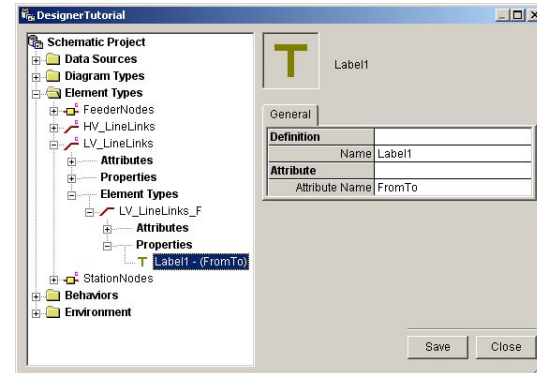 DesignerTutorial
Schematic Project
Data Sources
Diagram Types
Element Types
FeederNodes
HV_LineLinks
LV_LineLinks
Attributes
Properties
Element Types
LV_LineLinks_F
Attributes
Properties
T Label1 - (FromTo)
StationNodes
Behaviors
Environment
T Label1
General
Definition
Name Label1
Attribute
Attribute Name FromTo
Save Close